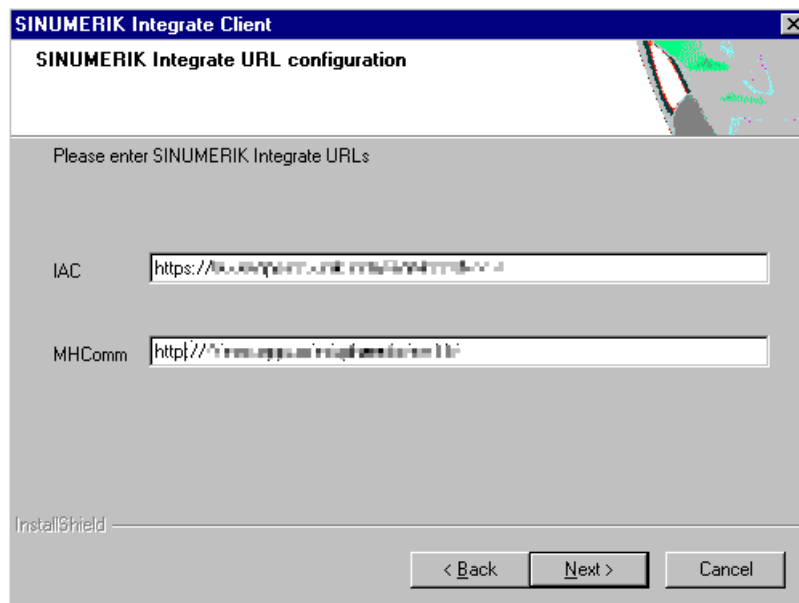 SINUMERIK Integrate Client
SINUMERIK Integrate URL configuration
Please enter SINUMERIK Integrate URLs
IAC https://
MHComm http://
InstallShield
< Back Next > Cancel